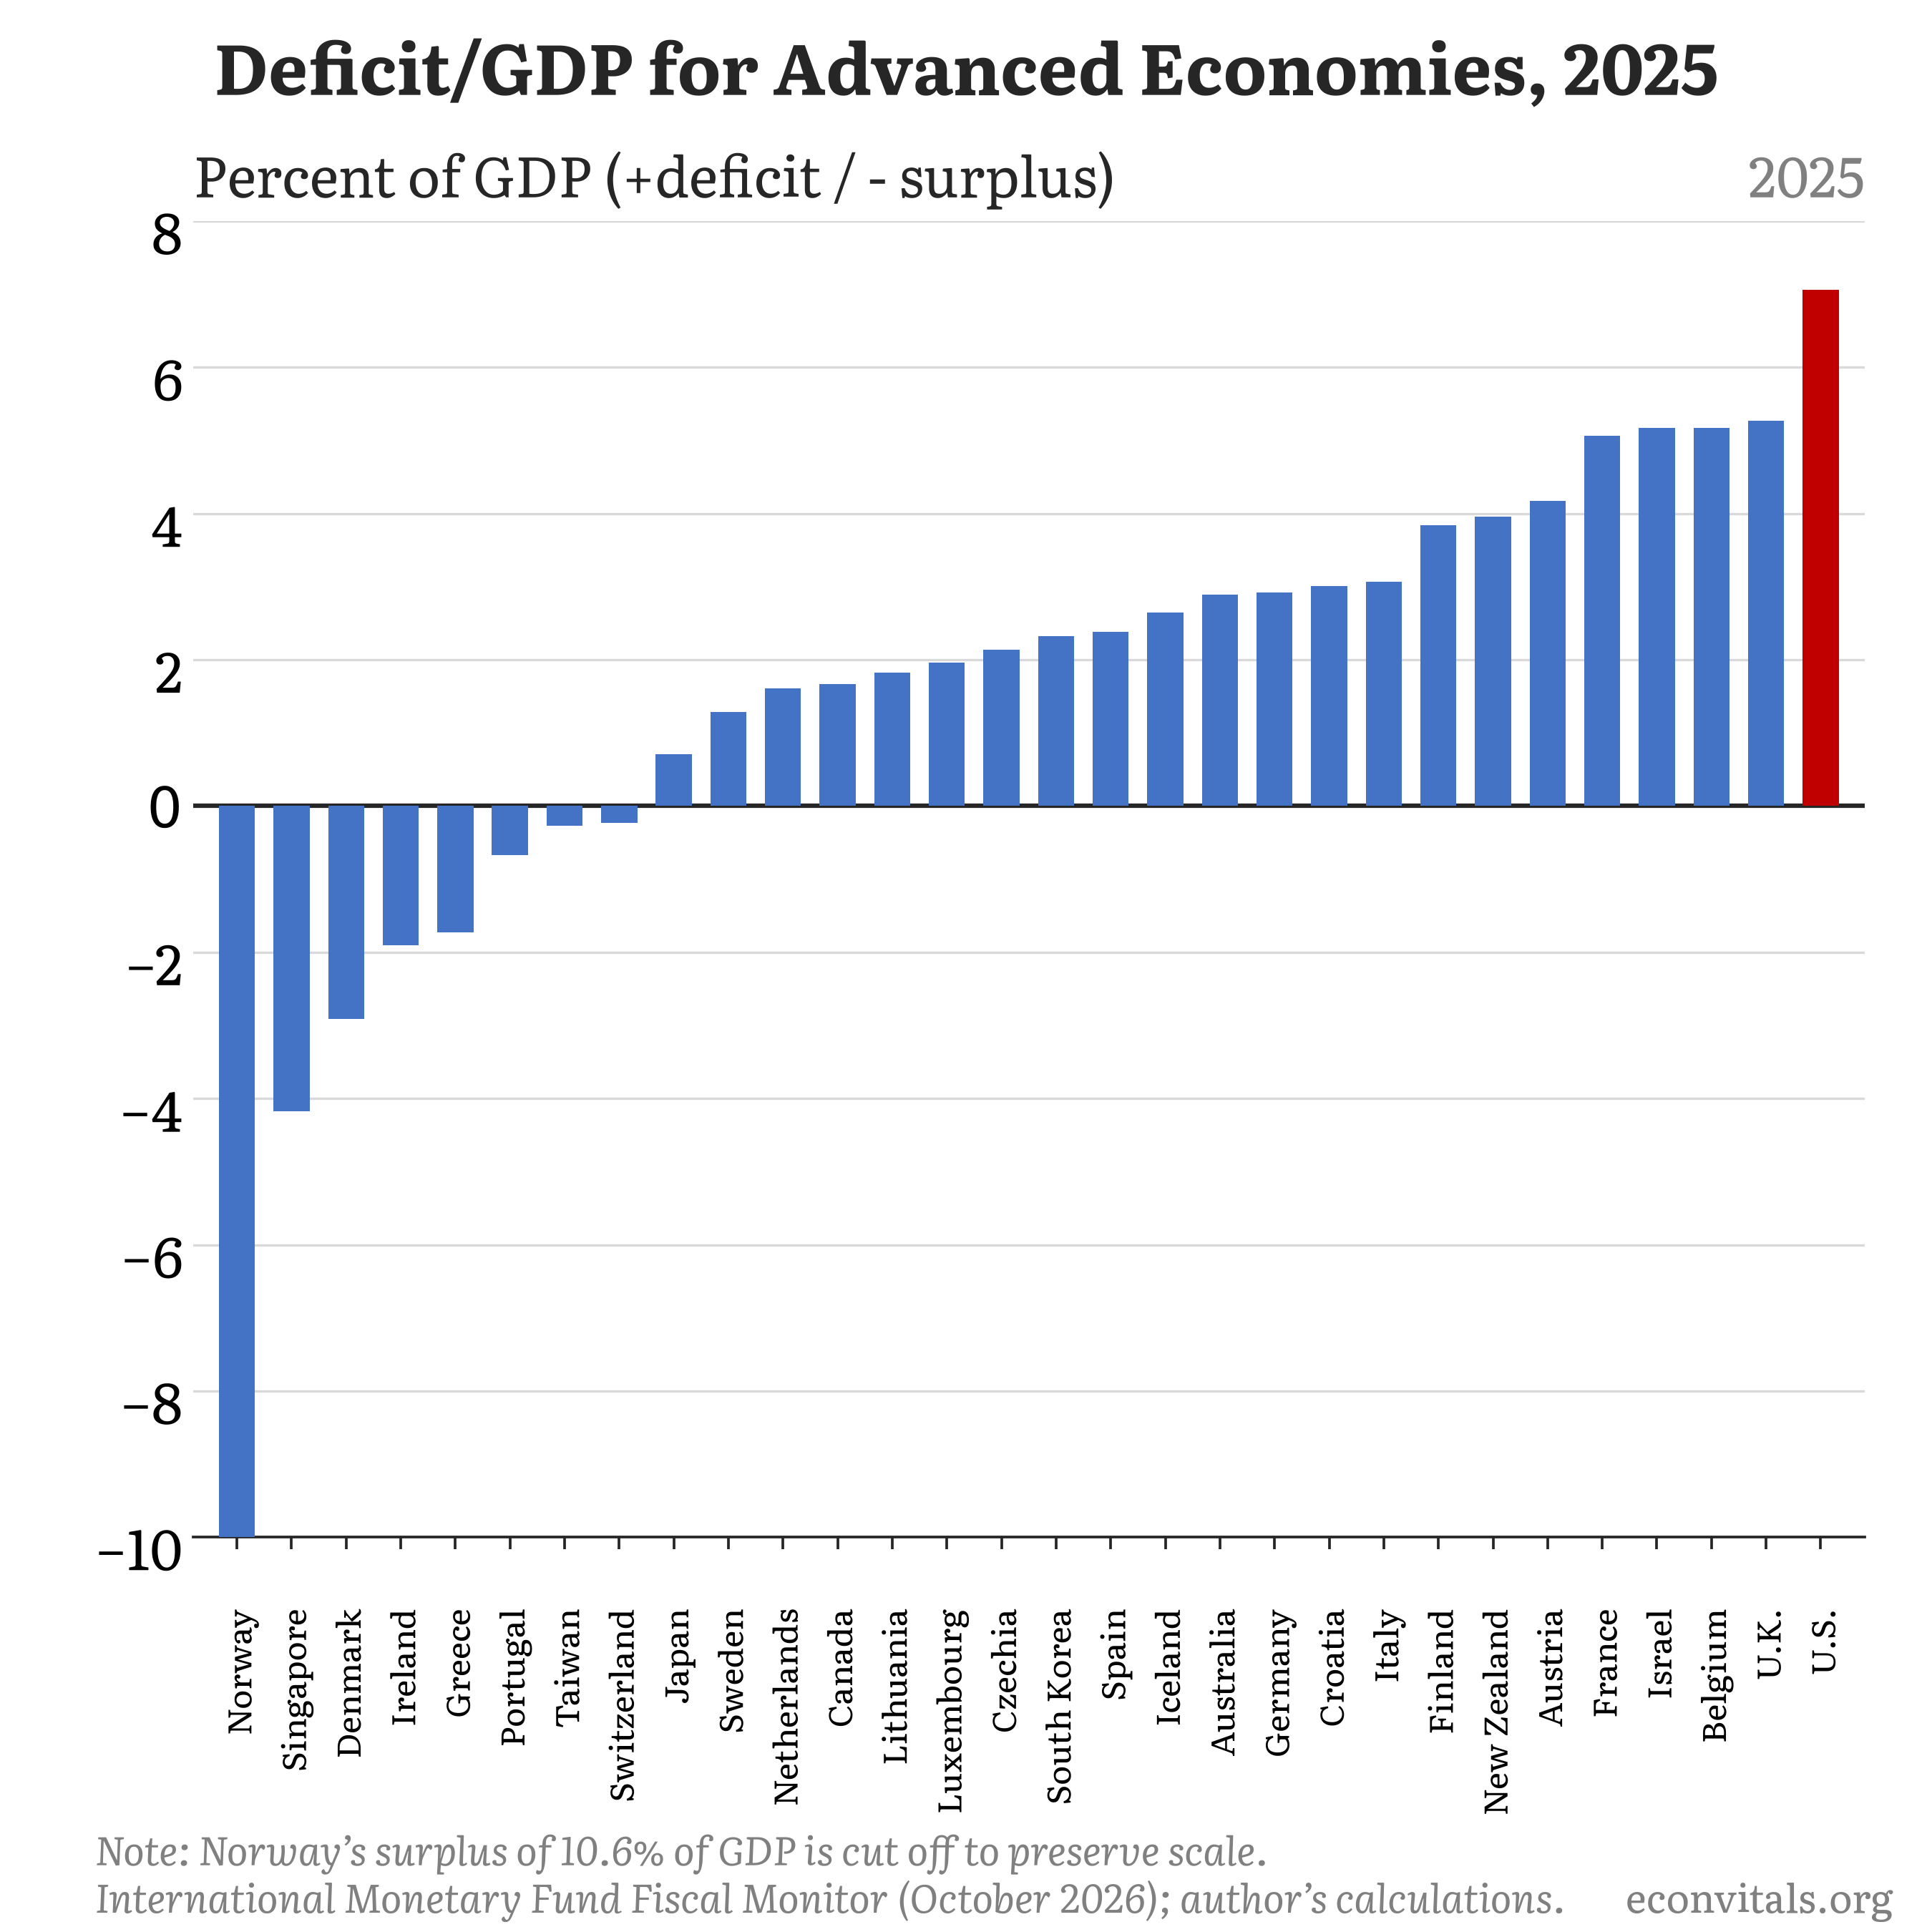 Deficit/GDP for Advanced Economies, 2025
Percent of GDP (+deficit / - surplus)
2025
8
6
4
2
0
−2
−4
−6
−8
−10
Norway
Singapore
Denmark
Ireland
Greece
Portugal
Taiwan
Switzerland
Japan
Sweden
Netherlands
Canada
Lithuania
Luxembourg
Czechia
South Korea
Spain
Iceland
Australia
Germany
Croatia
Italy
Finland
New Zealand
Austria
France
Israel
Belgium
U.K.
U.S.
Note: Norway’s surplus of 10.6% of GDP is cut off to preserve scale.
International Monetary Fund Fiscal Monitor (October 2026); author’s calculations.
econvitals.org